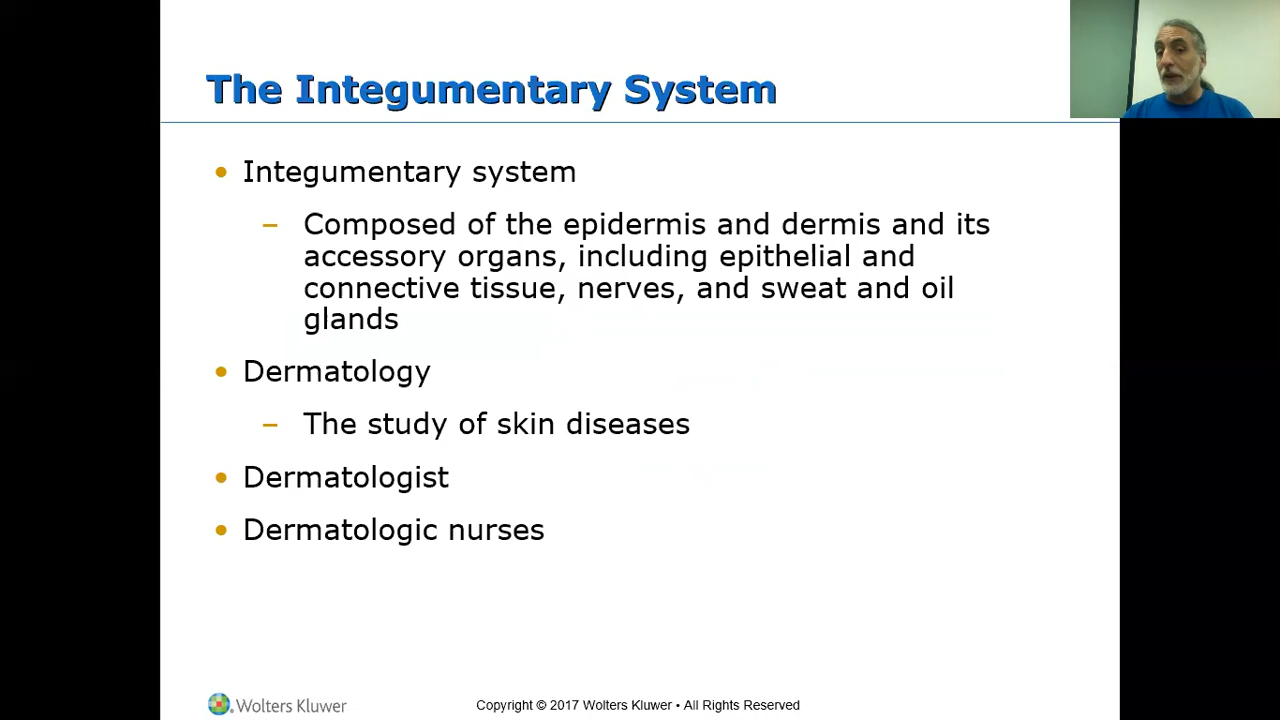 The Integumentary System
• Integumentary system
– Composed of the epidermis and dermis and its
accessory organs, including epithelial and
connective tissue, nerves, and sweat and oil
glands
• Dermatology
– The study of skin diseases
• Dermatologist
• Dermatologic nurses
Wolters Kluwer
Copyright © 2017 Wolters Kluwer • All Rights Reserved